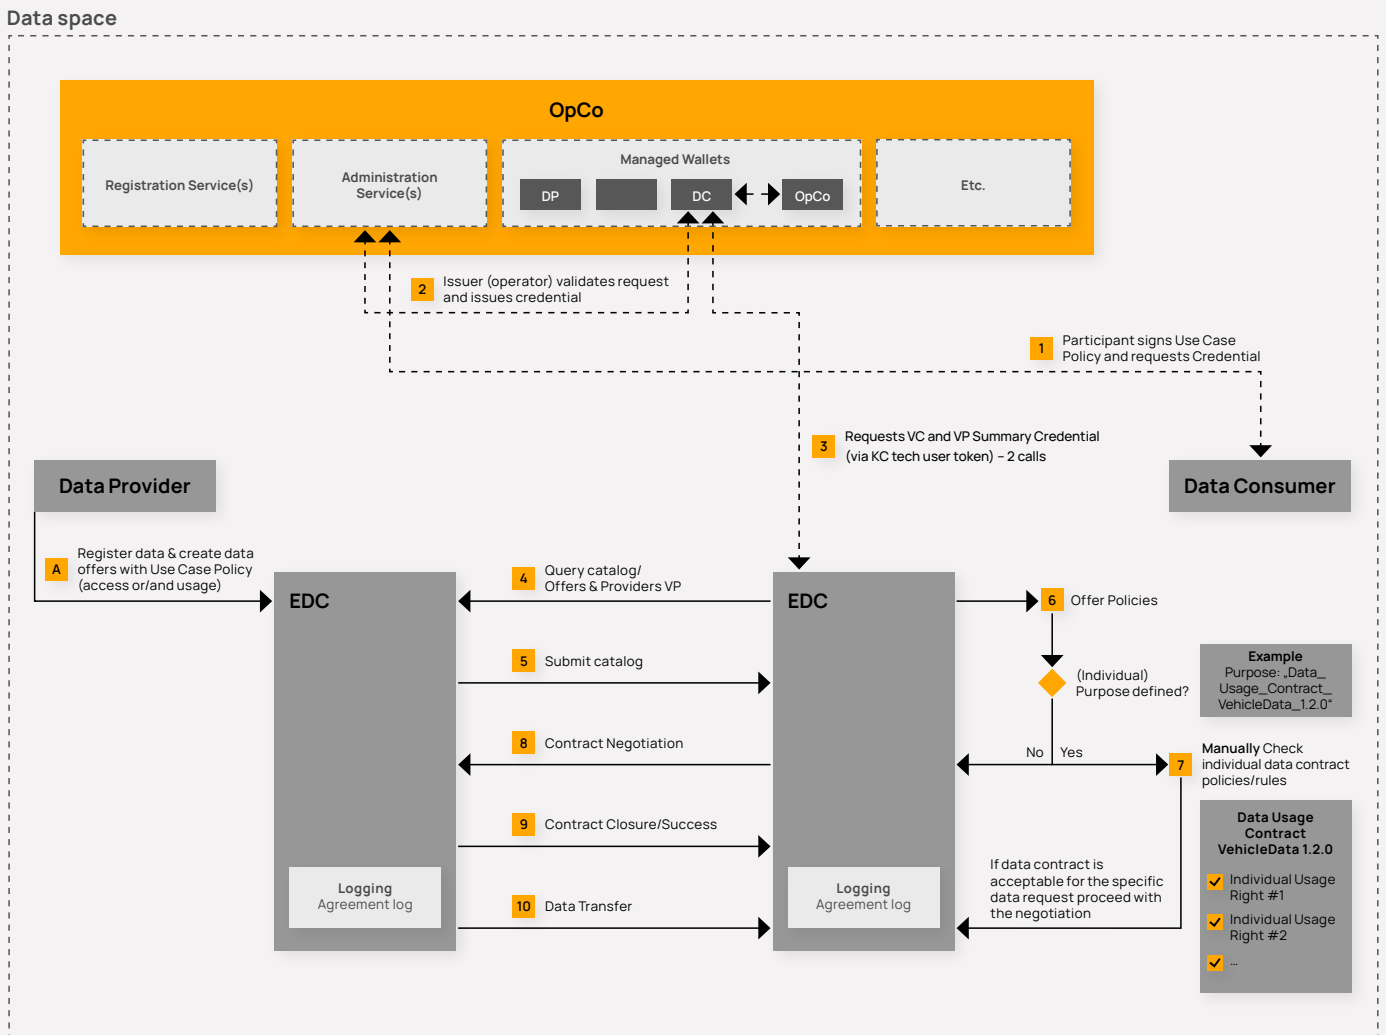 Data space
OpCo
Registration Service(s)
Administration
Service(s)
Managed Wallets
DP
DC
OpCo
Etc.
2
Issuer (operator) validates request
and issues credential
1
Participant signs Use Case
Policy and requests Credential
3
Requests VC and VP Summary Credential
(via KC tech user token) – 2 calls
Data Provider
Data Consumer
A
Register data & create data
offers with Use Case Policy
(access or/and usage)
EDC
4
Query catalog/
Offers & Providers VP
EDC
6
Offer Policies
5
Submit catalog
(Individual)
Purpose defined?
Example
Purpose: „Data_
Usage_Contract_
VehicleData_1.2.0“
8
Contract Negotiation
No
Yes
7
Manually Check
individual data contract
policies/rules
9
Contract Closure/Success
Data Usage
Contract
VehicleData 1.2.0
Individual Usage
Right #1
Individual Usage
Right #2
...
If data contract is
acceptable for the specific
data request proceed with
the negotiation
Logging
Agreement log
10
Data Transfer
Logging
Agreement log